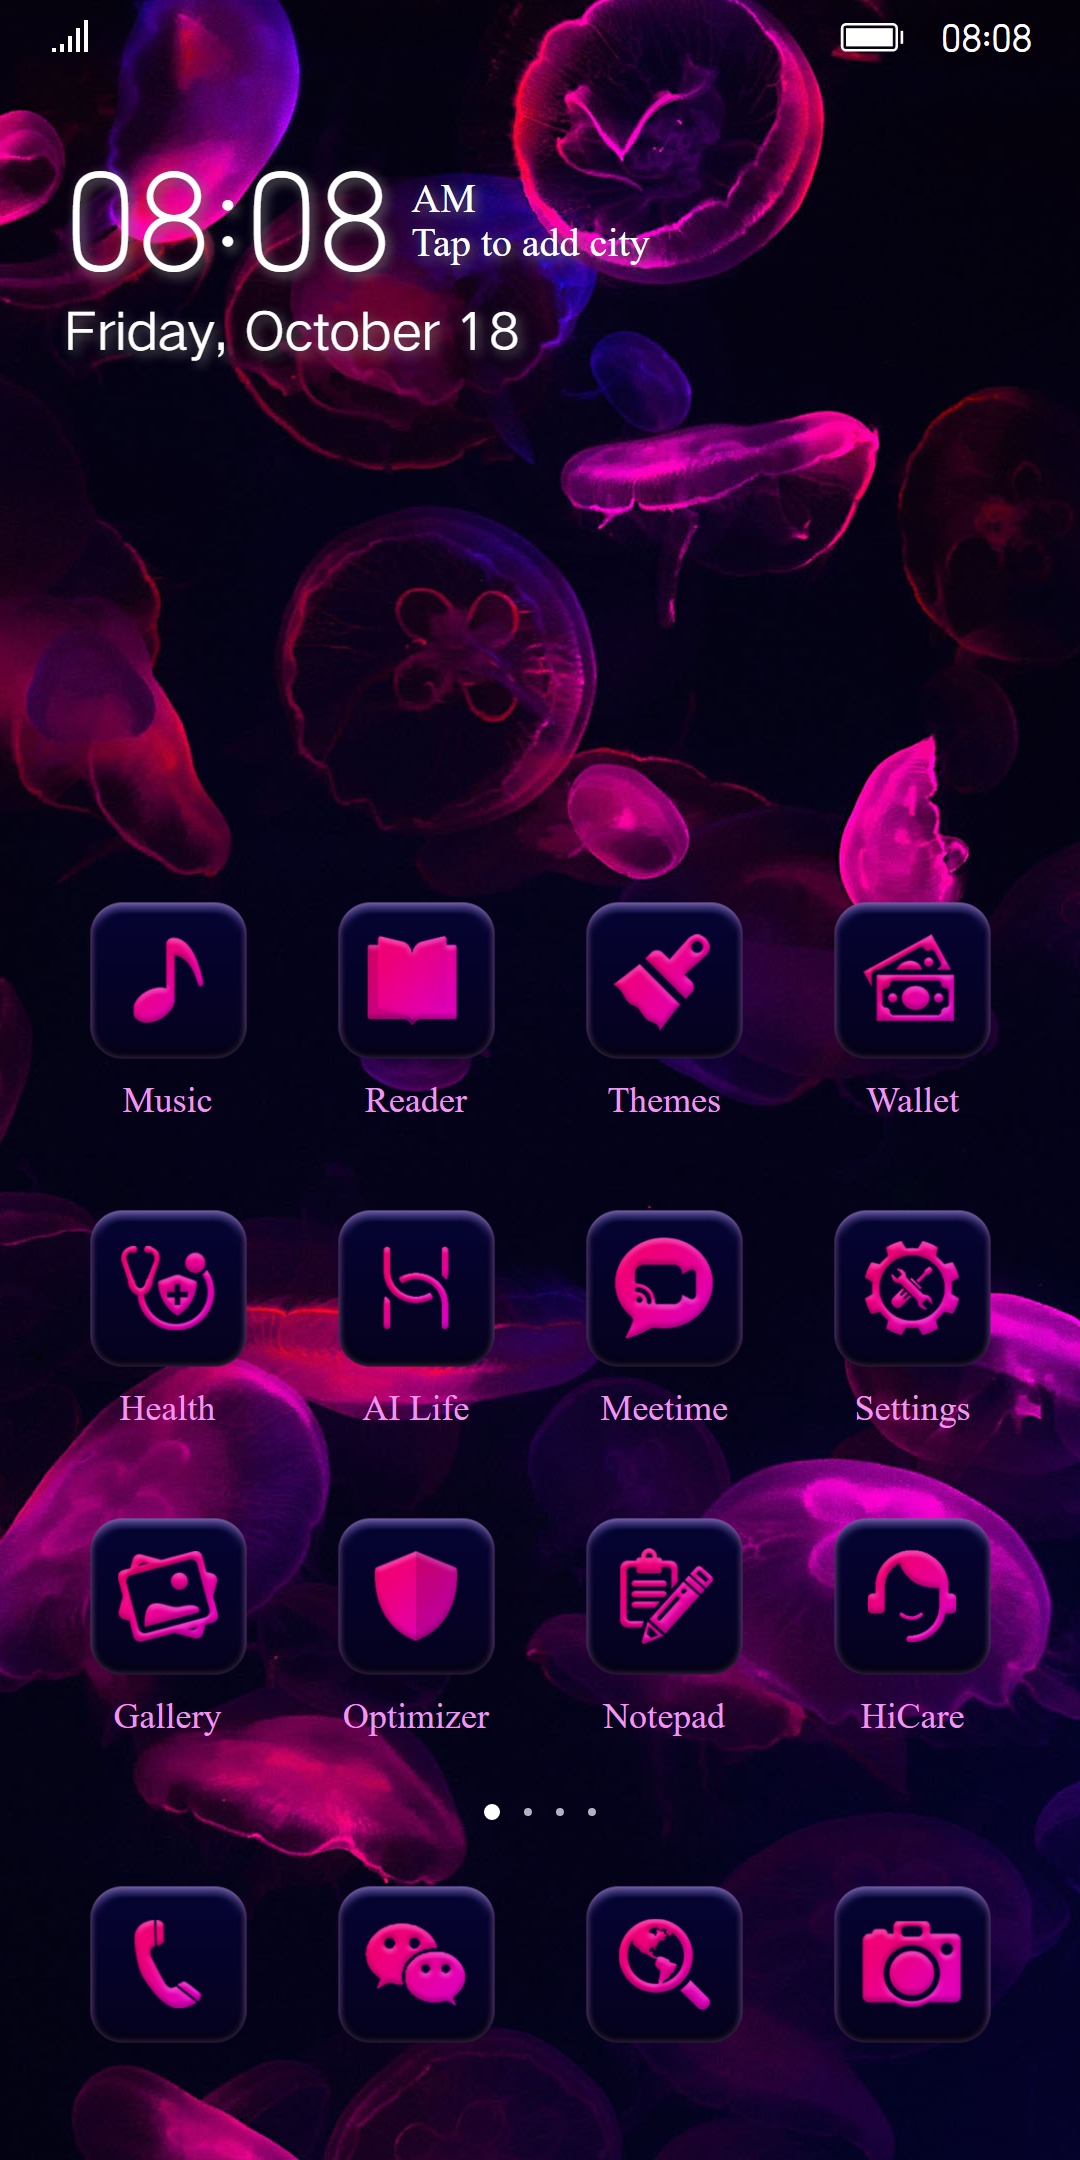 08:08
08:08 AM
Tap to add city
Friday, October 18
Music Reader Themes Wallet
Health AI Life Meetime Settings
Gallery Optimizer Notepad HiCare